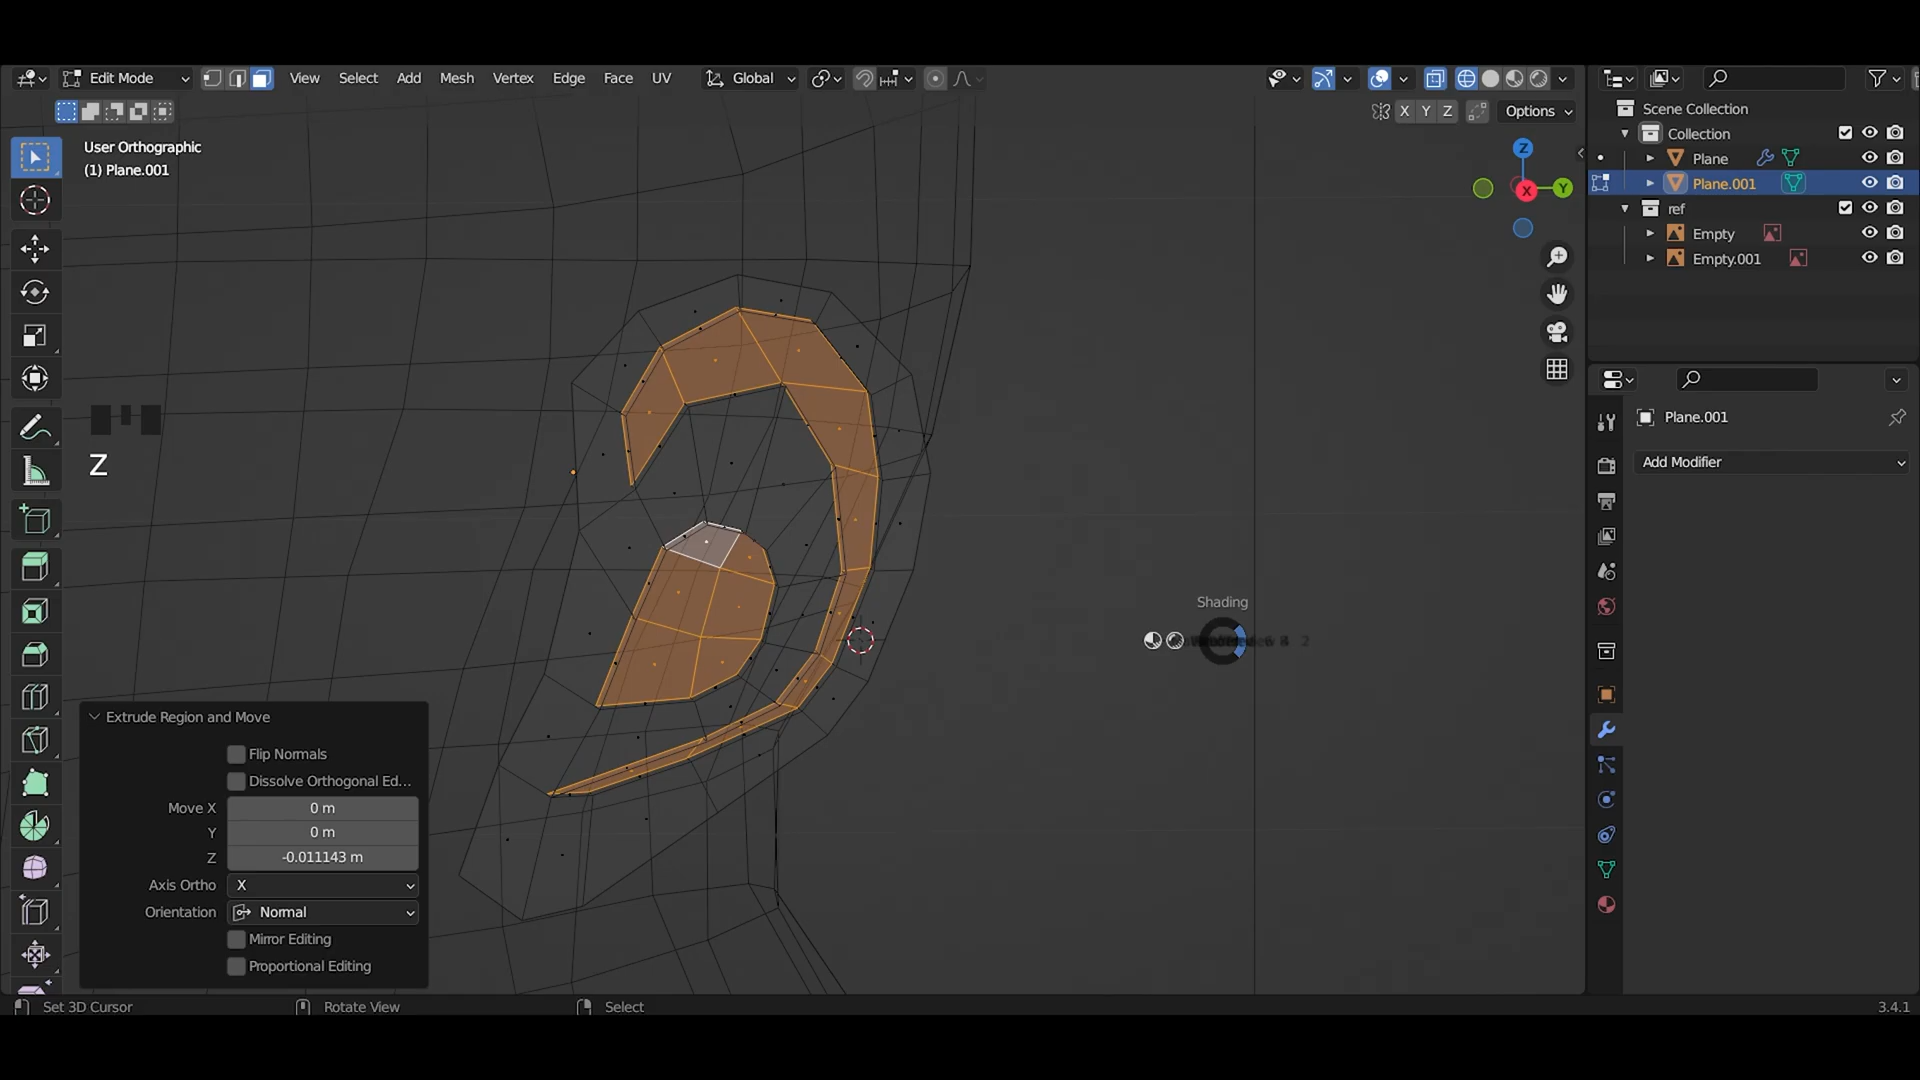 Edit Mode
View
Select
Add
Mesh
Vertex
Edge
Face
UV
Global
X
Y
Z
Options
User Orthographic
(1) Plane.001
Z
X
Y
Z
Shading
Extrude Region and Move
Flip Normals
Dissolve Orthogonal Ed...
Move X
0 m
Y
0 m
Z
-0.011143 m
Axis Ortho
X
Orientation
Normal
Mirror Editing
Proportional Editing
Scene Collection
Collection
Plane
Plane.001
ref
Empty
Empty.001
Plane.001
Add Modifier
Set 3D Cursor
Rotate View
Select
3.4.1